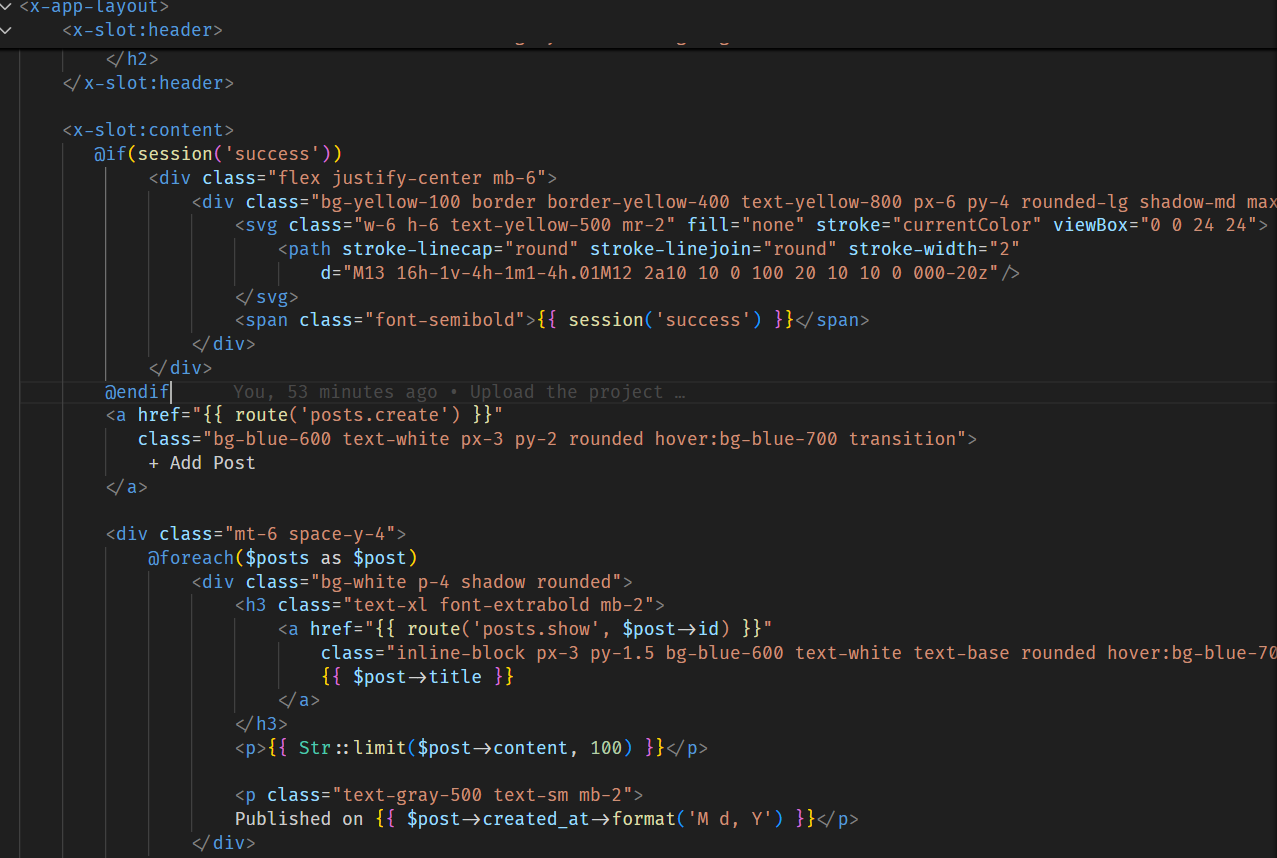 <x-app-layout>
<x-slot:header>
</h2>
</x-slot:header>
<x-slot:content>
@if(session('success'))
<div class="flex justify-center mb-6">
<div class="bg-yellow-100 border border-yellow-400 text-yellow-800 px-6 py-4 rounded-lg shadow-md max
<svg class="w-6 h-6 text-yellow-500 mr-2" fill="none" stroke="currentColor" viewBox="0 0 24 24">
<path stroke-linecap="round" stroke-linejoin="round" stroke-width="2"
d="M13 16h-1v-4h-1m1-4h.01M12 2a10 10 0 100 20 10 10 0 000-20z"/>
</svg>
<span class="font-semibold">{{ session('success') }}</span>
</div>
</div>
@endif You, 53 minutes ago • Upload the project …
<a href="{{ route('posts.create') }}"
class="bg-blue-600 text-white px-3 py-2 rounded hover:bg-blue-700 transition">
+ Add Post
</a>
<div class="mt-6 space-y-4">
@foreach($posts as $post)
<div class="bg-white p-4 shadow rounded">
<h3 class="text-xl font-extrabold mb-2">
<a href="{{ route('posts.show', $post->id) }}"
class="inline-block px-3 py-1.5 bg-blue-600 text-white text-base rounded hover:bg-blue-70
{{ $post->title }}
</a>
</h3>
<p>{{ Str::limit($post->content, 100) }}</p>
<p class="text-gray-500 text-sm mb-2">
Published on {{ $post->created_at->format('M d, Y') }}</p>
</div>